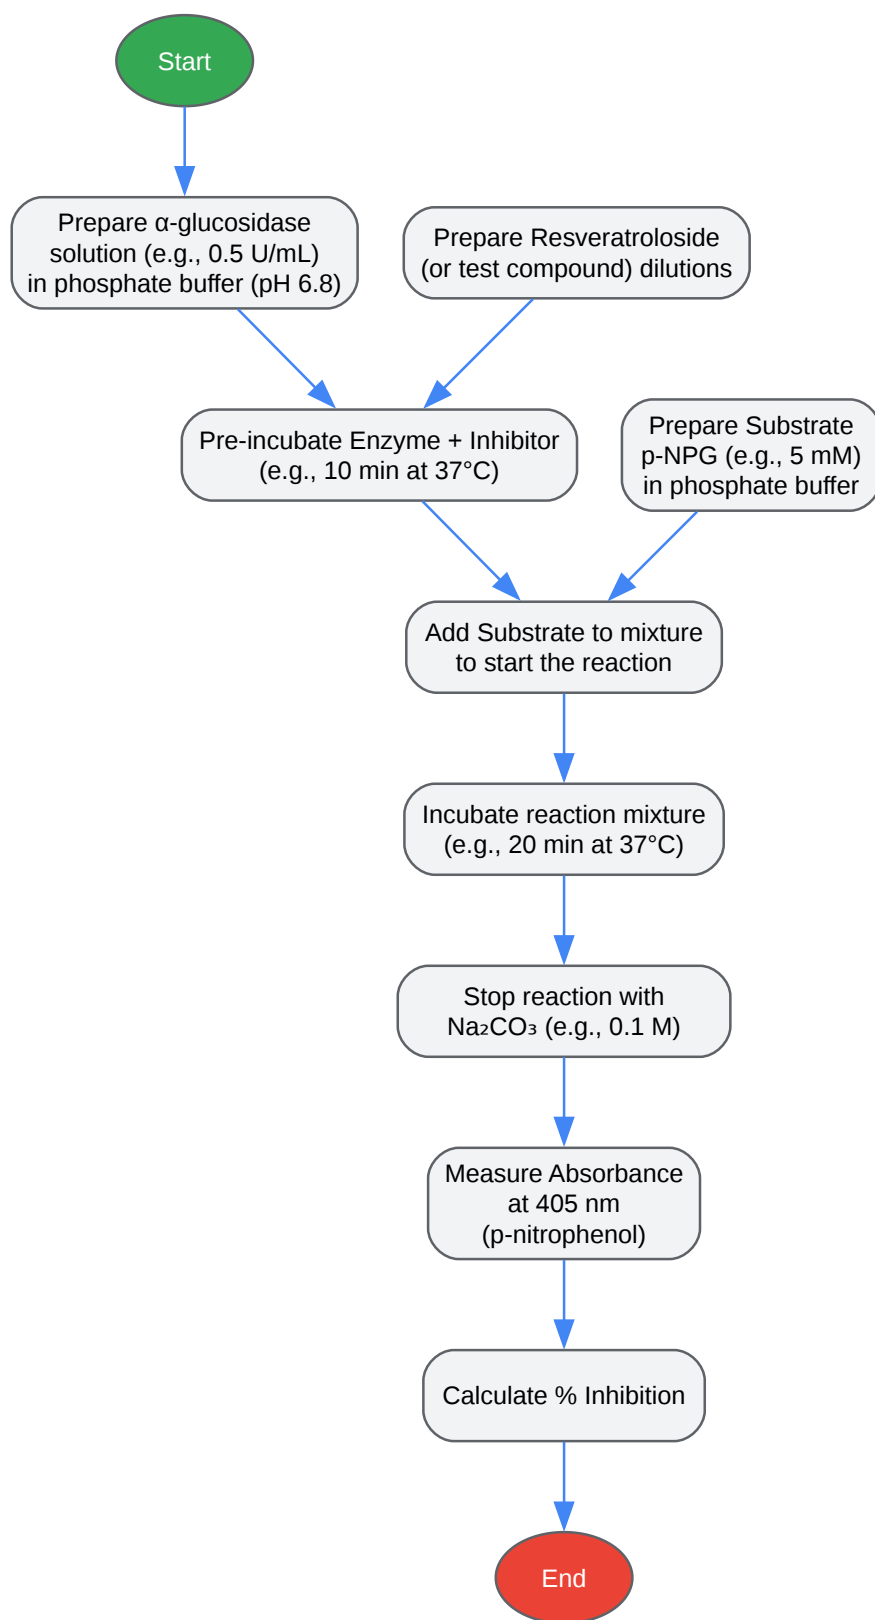 Start
Prepare α-glucosidase
solution (e.g., 0.5 U/mL)
in phosphate buffer (pH 6.8)
Prepare Resveratroloside
(or test compound) dilutions
Pre-incubate Enzyme + Inhibitor
(e.g., 10 min at 37°C)
Prepare Substrate
p-NPG (e.g., 5 mM)
in phosphate buffer
Add Substrate to mixture
to start the reaction
Incubate reaction mixture
(e.g., 20 min at 37°C)
Stop reaction with
Na₂CO₃ (e.g., 0.1 M)
Measure Absorbance
at 405 nm
(p-nitrophenol)
Calculate % Inhibition
End